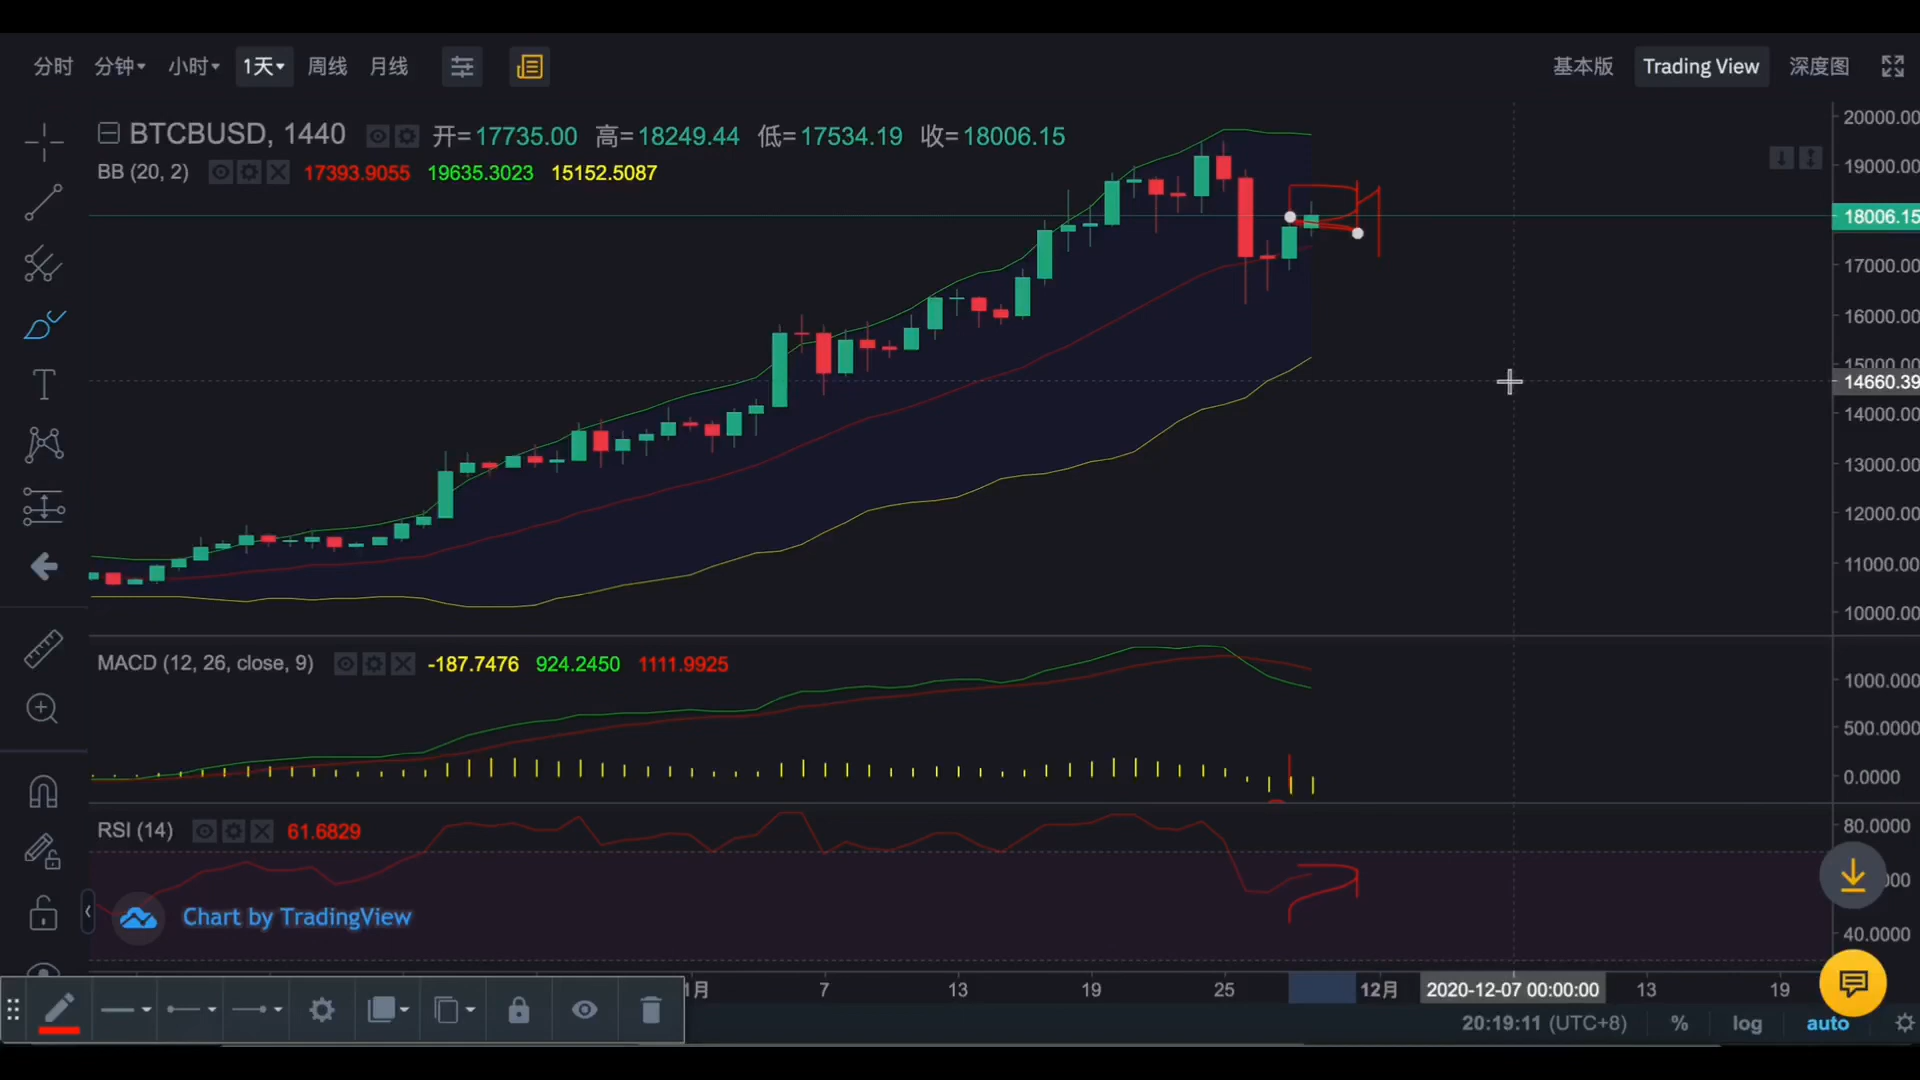 分时 分钟 小时 1天 周线 月线 基本版 Trading View 深度图
BTCBUSD, 1440 开=17735.00 高=18249.44 低=17534.19 收=18006.15
BB (20, 2) 17393.9055 19635.3023 15152.5087
20000.00
19000.00
18006.15
17000.00
16000.00
15000.00
14660.39
14000.00
13000.00
12000.00
11000.00
10000.00
MACD (12, 26, close, 9) -187.7476 924.2450 1111.9925
1000.000
500.0000
0.0000
RSI (14) 61.6829
80.0000
40.0000
Chart by TradingView
月 7 13 19 25 12月 2020-12-07 00:00:00 13 19
20:19:11 (UTC+8) % log auto